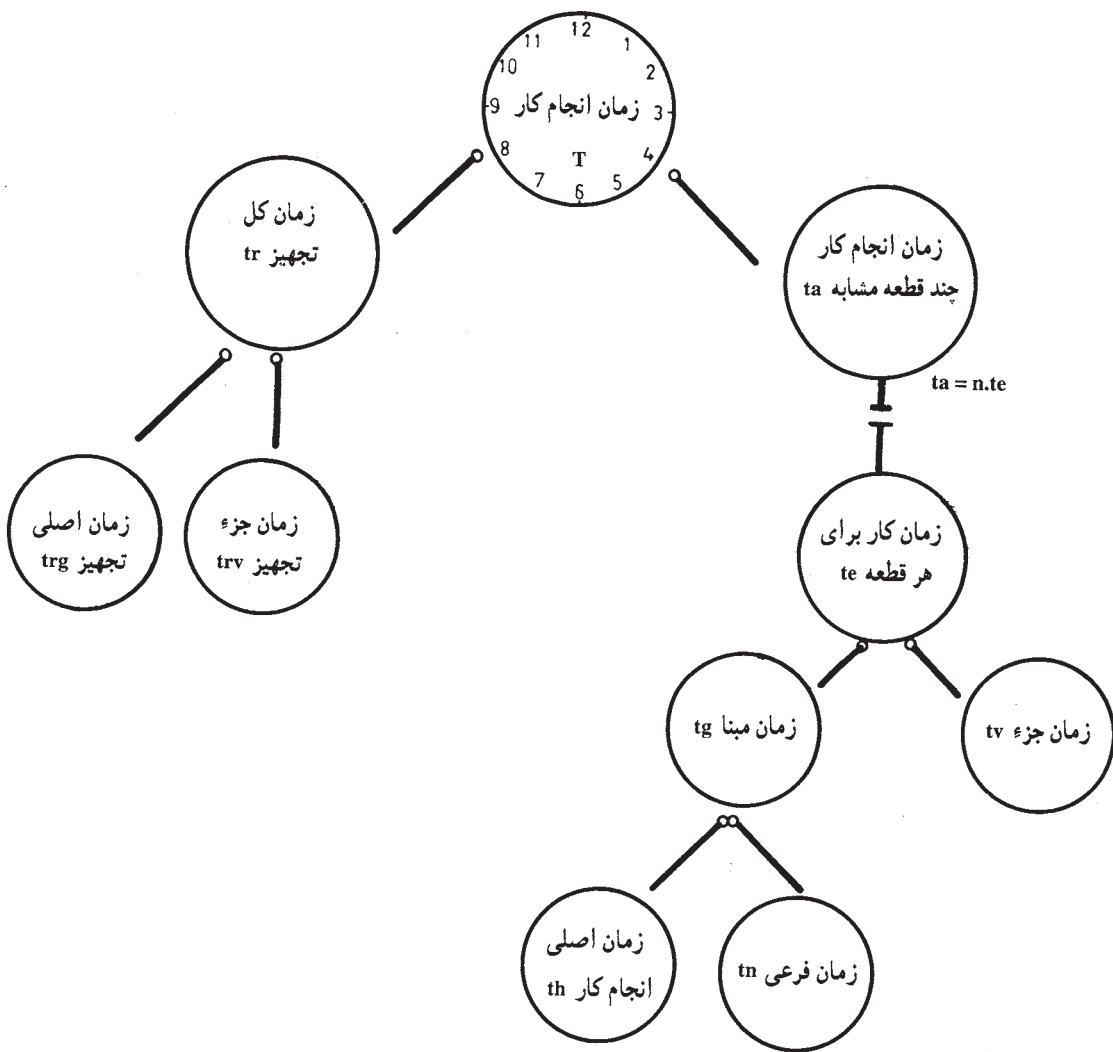 12
11
1
10
2
زمان انجام کار
9
3
8
4
T
7
5
6
زمان کل
تجهیز tr
زمان انجام کار
چند قطعه مشابه ta
ta = n.te
زمان اصلی
تجهیز trg
زمان جزء
تجهیز trv
زمان کار برای
هر قطعه te
زمان مبنا tg
زمان جزء tv
زمان اصلی
انجام کار th
زمان فرعی tn